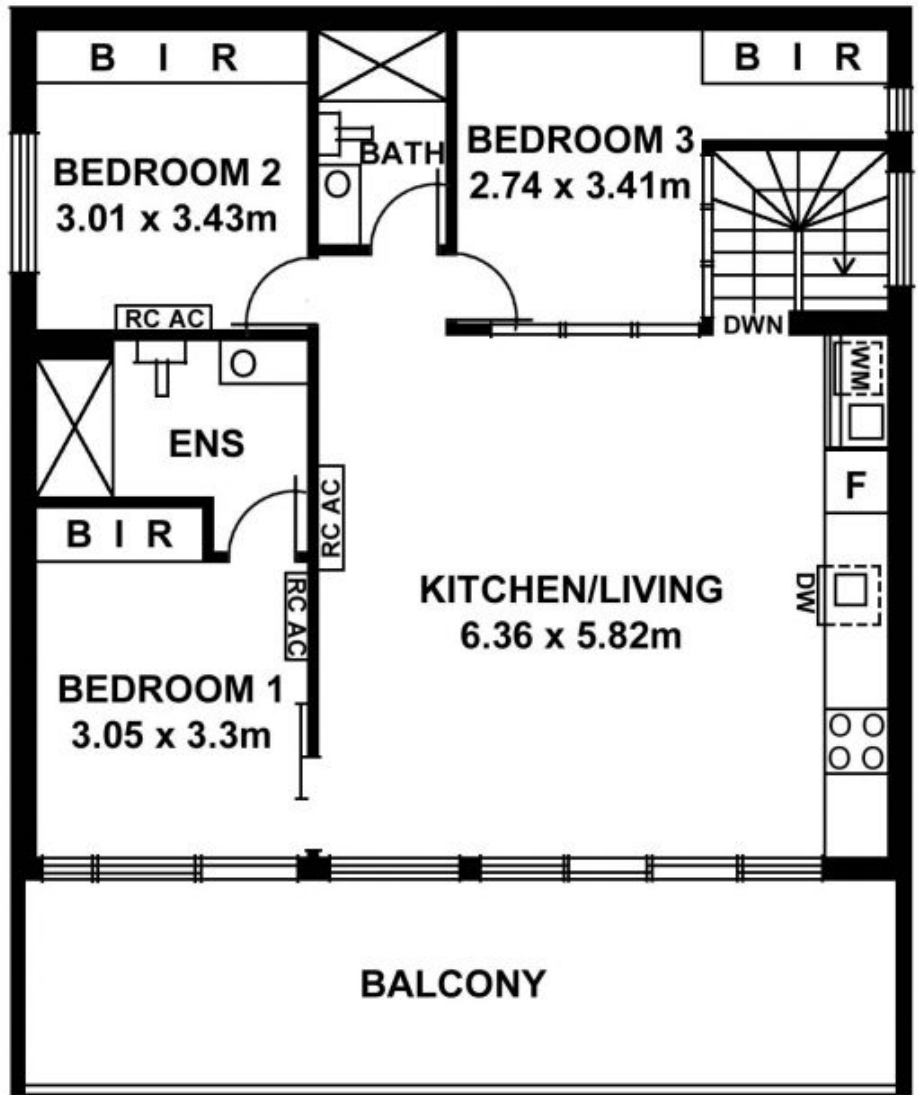 B I R
B I R
BATH
BEDROOM 3
2.74 x 3.41m
BEDROOM 2
3.01 x 3.43m
RC AC
DWN
WM
ENS
RC AC
F
B I R
RC AC
DW
KITCHEN/LIVING
6.36 x 5.82m
BEDROOM 1
3.05 x 3.3m
BALCONY